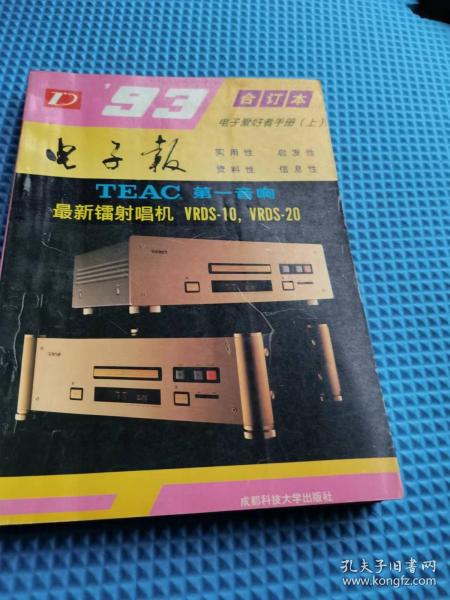 '93
合订本
电子爱好者手册(上)
电子报
实用性 启发性
资料性 信息性
TEAC 第一音响
最新镭射唱机 VRDS-10, VRDS-20
成都科技大学出版社
孔夫子旧书网
www.kongfz.com